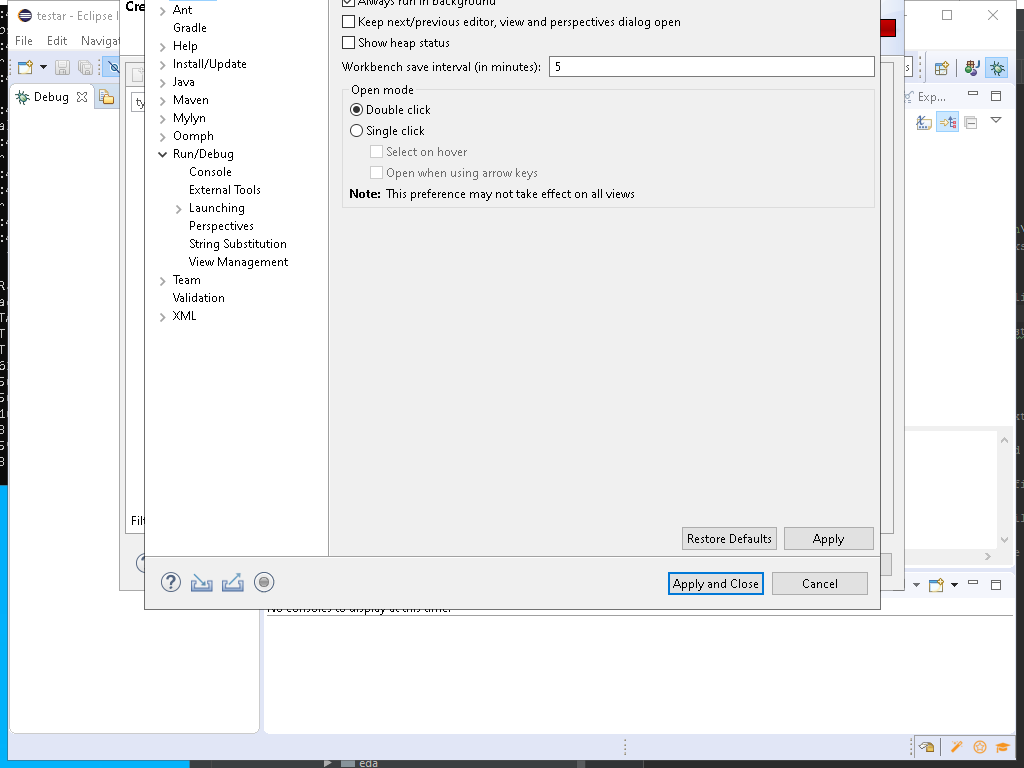 testar - Eclipse I
Cre
File Edit Navigat
Debug
ty
Filt
Ant
Gradle
Help
Install/Update
Java
Maven
Mylyn
Oomph
Run/Debug
Console
External Tools
Launching
Perspectives
String Substitution
View Management
Team
Validation
XML
Always run in background
Keep next/previous editor, view and perspectives dialog open
Show heap status
Workbench save interval (in minutes): 5
Open mode
Double click
Single click
Select on hover
Open when using arrow keys
Note: This preference may not take effect on all views
Restore Defaults Apply
Apply and Close Cancel
Exp...
No consoles to display at this time.
eda